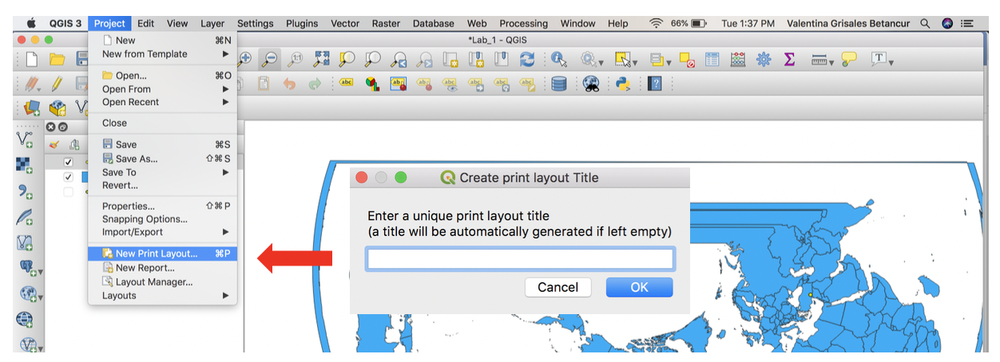 QGIS 3 Project Edit View Layer Settings Plugins Vector Raster Database Web Processing Window Help 66% Tue 1:37 PM Valentina Grisales Betancur
*Lab_1 - QGIS
New ⌘N
New from Template ▶
Open... ⌘O
Open From ▶
Open Recent ▶
Close
Save ⌘S
Save As... ⇧⌘S
Save To ▶
Revert...
Properties... ⇧⌘P
Snapping Options...
Import/Export ▶
New Print Layout... ⌘P
New Report...
Layout Manager...
Layouts ▶
Create print layout Title
Enter a unique print layout title
(a title will be automatically generated if left empty)
Cancel OK